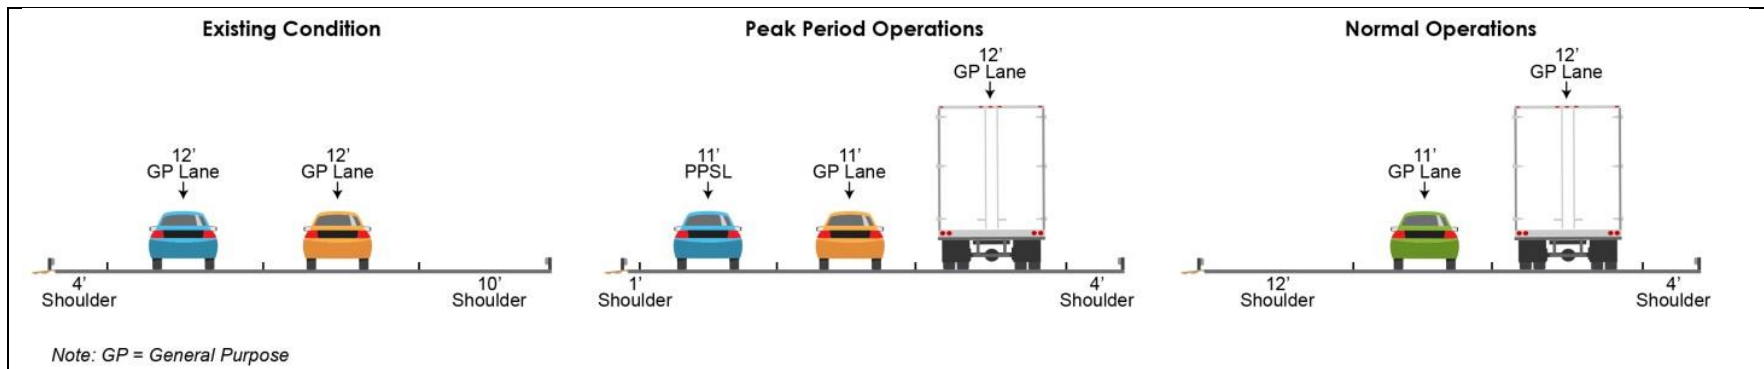 Existing Condition
12’
GP Lane
12’
GP Lane
4’
Shoulder
10’
Shoulder
Peak Period Operations
11’
PPSL
11’
GP Lane
12’
GP Lane
1’
Shoulder
4’
Shoulder
Normal Operations
11’
GP Lane
12’
GP Lane
12’
Shoulder
4’
Shoulder
Note: GP = General Purpose